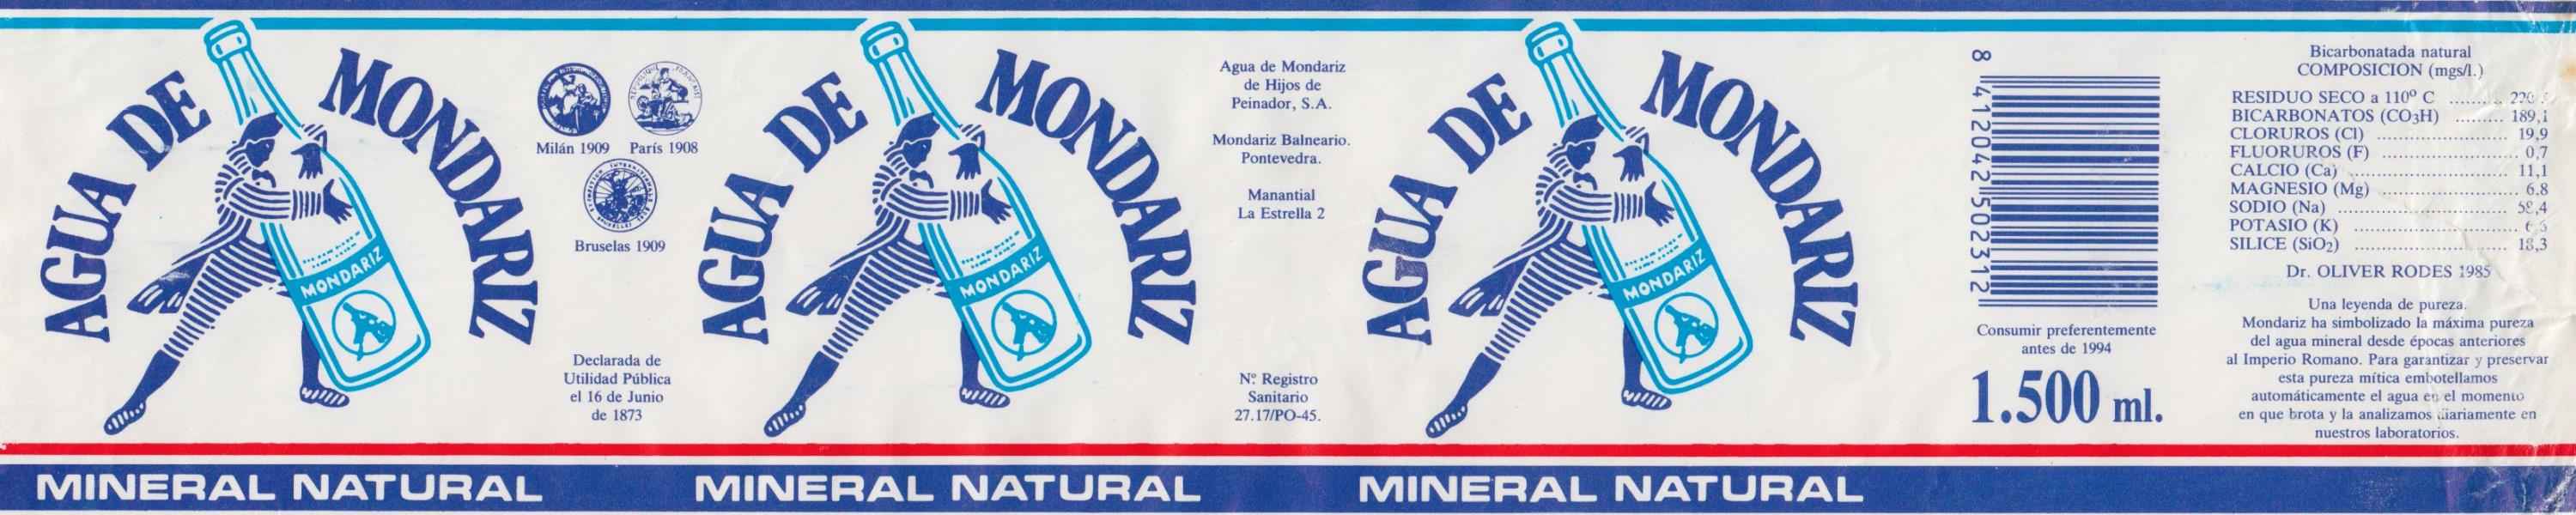 AGUA DE MONDARIZ
MONDARIZ
MINERAL NATURAL
Milán 1909 París 1908
Bruselas 1909
Declarada de
Utilidad Pública
el 16 de Junio
de 1873
AGUA DE MONDARIZ
MONDARIZ
MINERAL NATURAL
Agua de Mondariz
de Hijos de
Peinador, S.A.
Mondariz Balneario.
Pontevedra.
Manantial
La Estrella 2
Nº Registro
Sanitario
27.17/PO-45.
AGUA DE MONDARIZ
MONDARIZ
MINERAL NATURAL
8 412042 502312
Consumir preferentemente
antes de 1994
1.500 ml.
Bicarbonatada natural
COMPOSICION (mgs/l.)
RESIDUO SECO a 110º C ..........
BICARBONATOS (CO3H) ......... 189,1
CLORUROS (Cl) ........................ 19,9
FLUORUROS (F) ......................... 0,7
CALCIO (Ca) ............................. 11,1
MAGNESIO (Mg) ......................... 6,8
SODIO (Na) ...............................
POTASIO (K) ..............................
SILICE (SiO2) ............................ 18,3
Dr. OLIVER RODES 1985
Una leyenda de pureza.
Mondariz ha simbolizado la máxima pureza
del agua mineral desde épocas anteriores
al Imperio Romano. Para garantizar y preservar
esta pureza mítica embotellamos
automáticamente el agua en el momento
en que brota y la analizamos diariamente en
nuestros laboratorios.